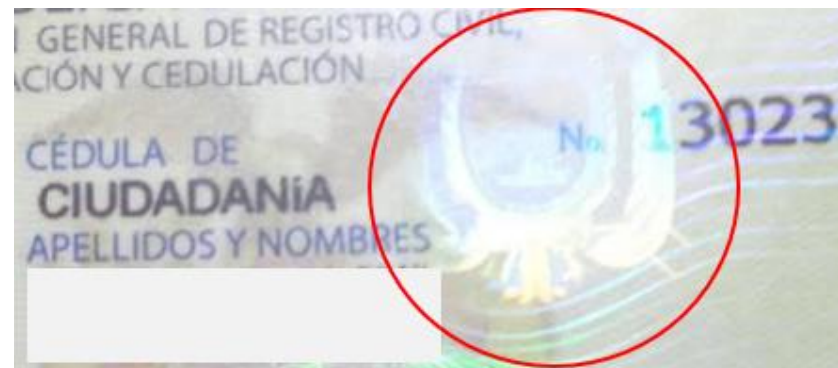 GENERAL DE REGISTRO CIVIL,
ACIÓN Y CEDULACIÓN
CÉDULA DE
No. 13023
CIUDADANíA
APELLIDOS Y NOMBRES